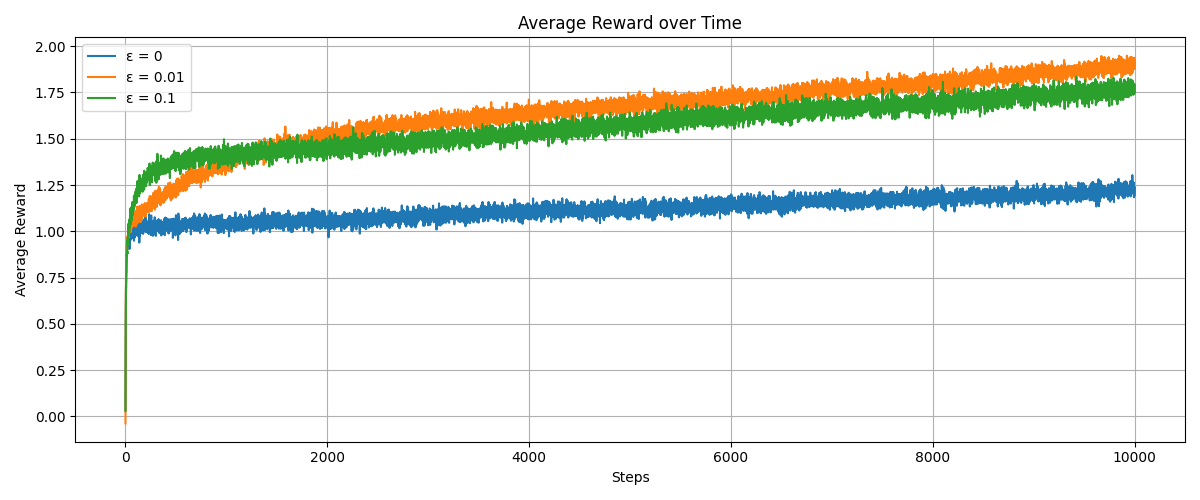 Average Reward over Time
ε = 0
ε = 0.01
ε = 0.1
Average Reward
2.00
1.75
1.50
1.25
1.00
0.75
0.50
0.25
0.00
0 2000 4000 6000 8000 10000
Steps